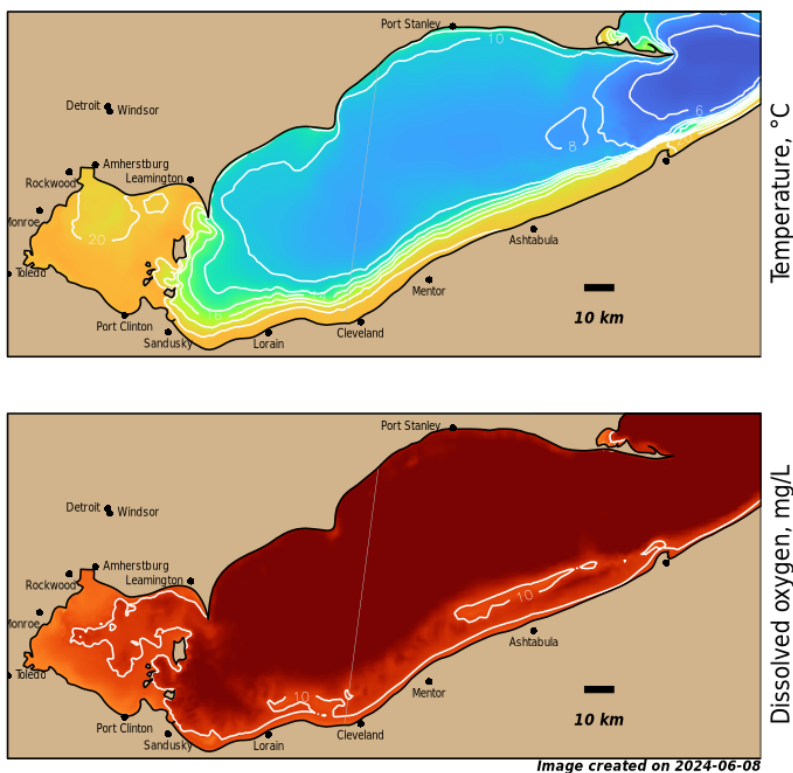 Port Stanley
10
Detroit
Windsor
6
8
Amherstburg
Rockwood
Leamington
Monroe
20
Toledo
Ashtabula
Mentor
Port Clinton
Cleveland
Sandusky
Lorain
10 km
Temperature, °C
Port Stanley
Detroit
Windsor
Amherstburg
Rockwood
Leamington
Monroe
10
Toledo
Ashtabula
Mentor
10
Port Clinton
Cleveland
Sandusky
Lorain
10 km
Dissolved oxygen, mg/L
Image created on 2024-06-08